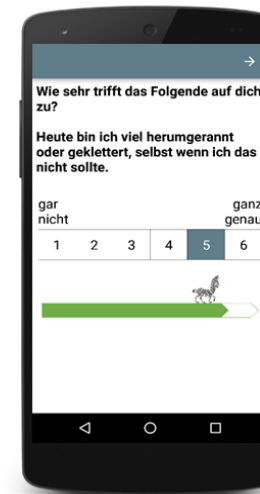 Wie sehr trifft das Folgende auf dich
zu?
Heute bin ich viel herumgerannt
oder geklettert, selbst wenn ich das
nicht sollte.
gar ganz
nicht genau
1 2 3 4 5 6